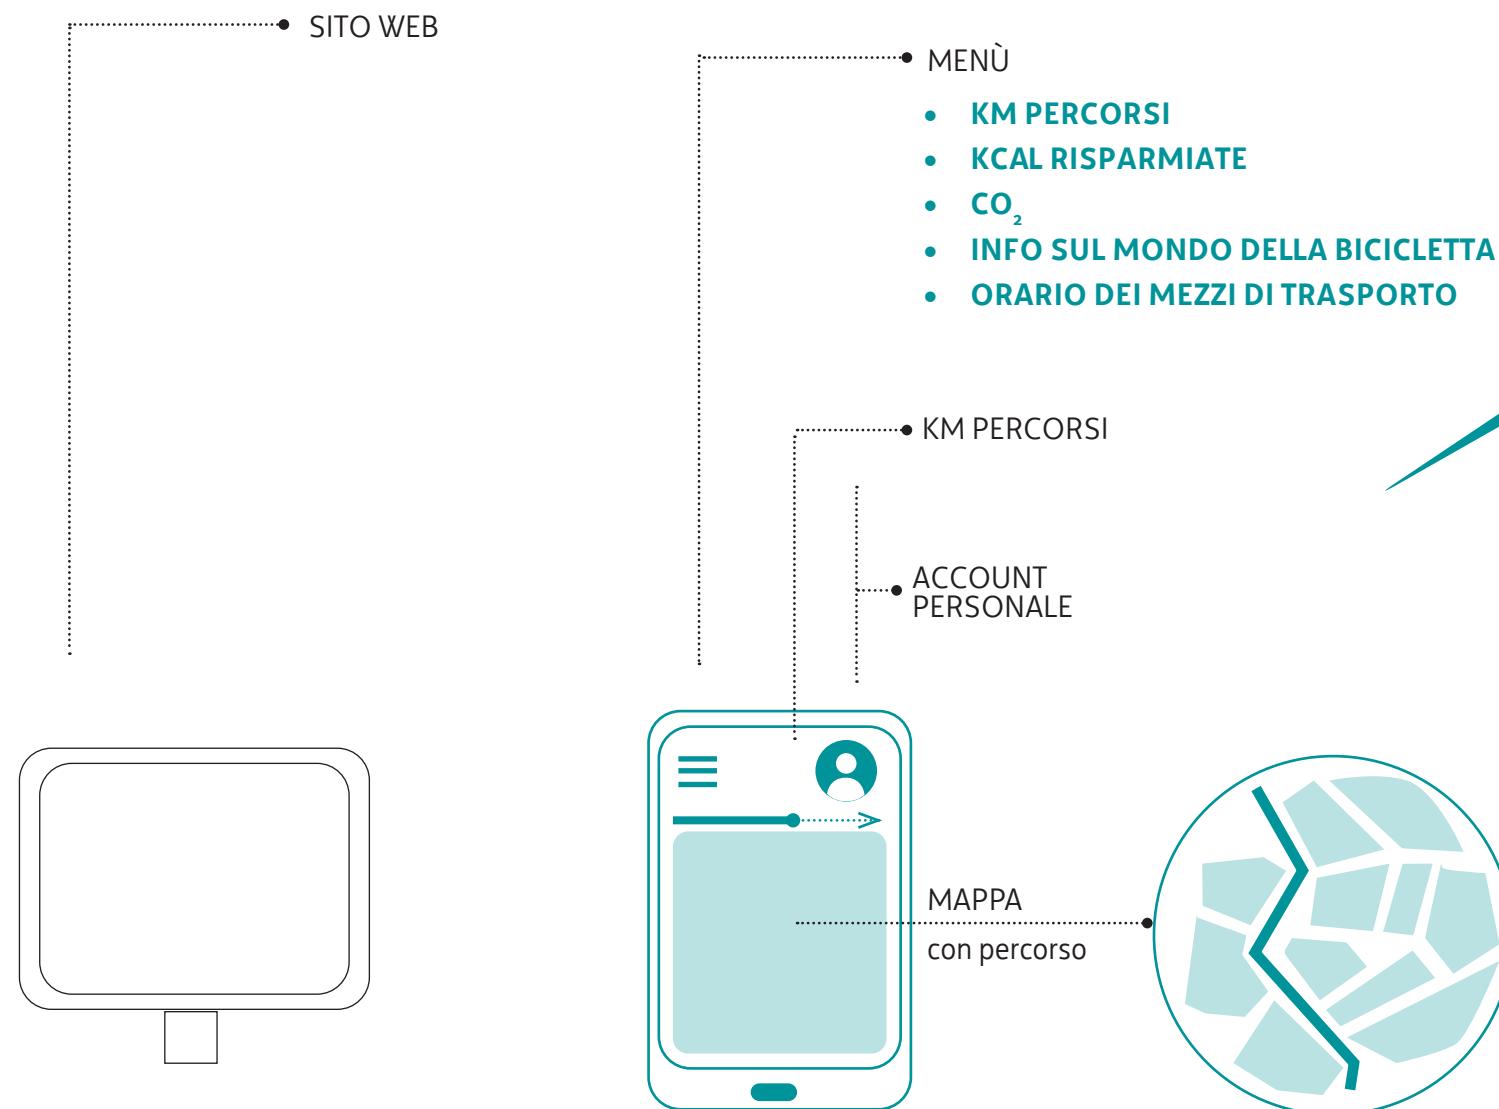 SITO WEB
MENÙ
• KM PERCORSI
• KCAL RISPARMIATE
• CO₂
• INFO SUL MONDO DELLA BICICLETTA
• ORARIO DEI MEZZI DI TRASPORTO
KM PERCORSI
ACCOUNT
PERSONALE
MAPPA
con percorso